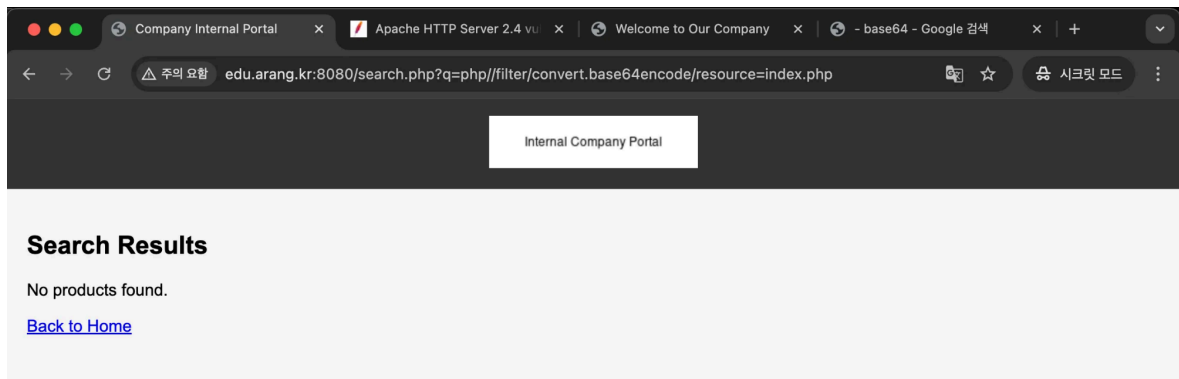 Company Internal Portal
Apache HTTP Server 2.4 vul
Welcome to Our Company
- base64 - Google 검색
주의 요함
edu.arang.kr:8080/search.php?q=php//filter/convert.base64encode/resource=index.php
시크릿 모드
Internal Company Portal
Search Results
No products found.
Back to Home